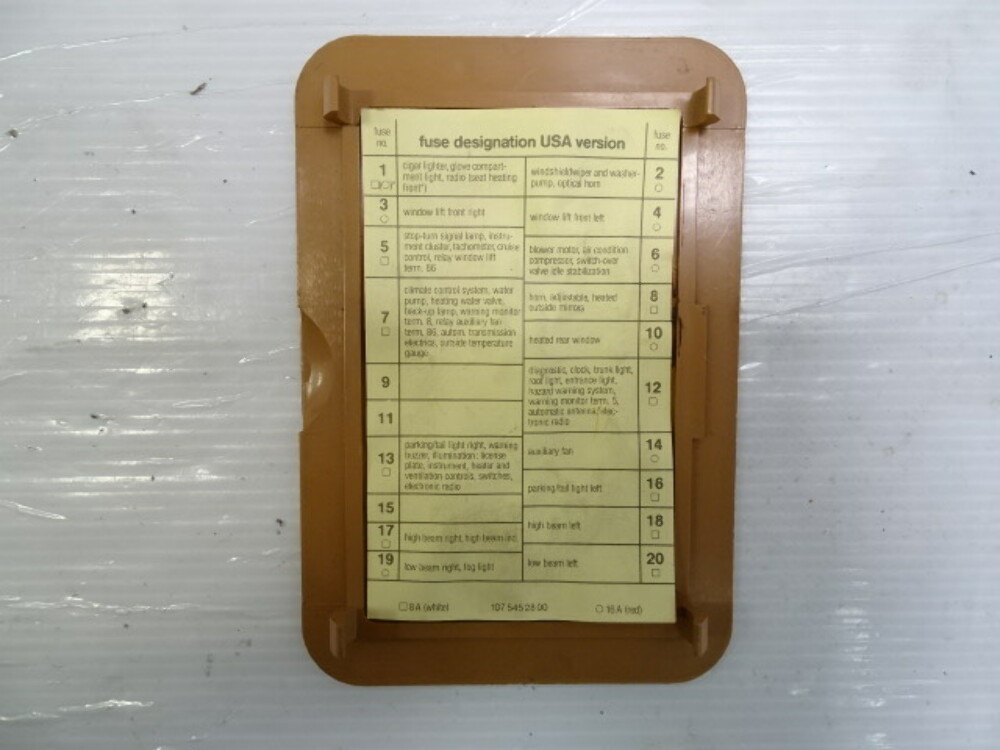 fuse no.
fuse designation USA version
fuse no.
1
cigar lighter, glove compart-
ment light, radio (seat heating
front*)
windshieldwiper and washer-
pump, optical horn
2
3
window lift front right
window lift front left
4
5
stop-turn signal lamp, instru-
ment cluster, tachometer, cruise
control, relay window lift
term. 86
blower motor, air condition
compressor, switch-over
valve idle stabilization
6
7
climate control system, water
pump, heating water valve,
back-up lamp, warning monitor
term. 8, relay auxiliary fan
term. 86, autom. transmission
electrice, outside temperature
gauge
horn, adjustable, heated
outside mirrors
8
heated rear window
10
9
11
diagnostic, clock, trunk light,
roof light, entrance light,
hazard warning system,
warning monitor term. 5,
automatic antenna/elec-
tronic radio
12
13
parking/tail light right, warning
buzzer, illumination: license
plate, instrument, heater and
ventilation controls, switches,
electronic radio
auxiliary fan
14
parking/tail light left
16
15
17
high beam right, high beam ind.
high beam left
18
19
low beam right, fog light
low beam left
20
8 A (white)
107 545 28 00
16 A (red)